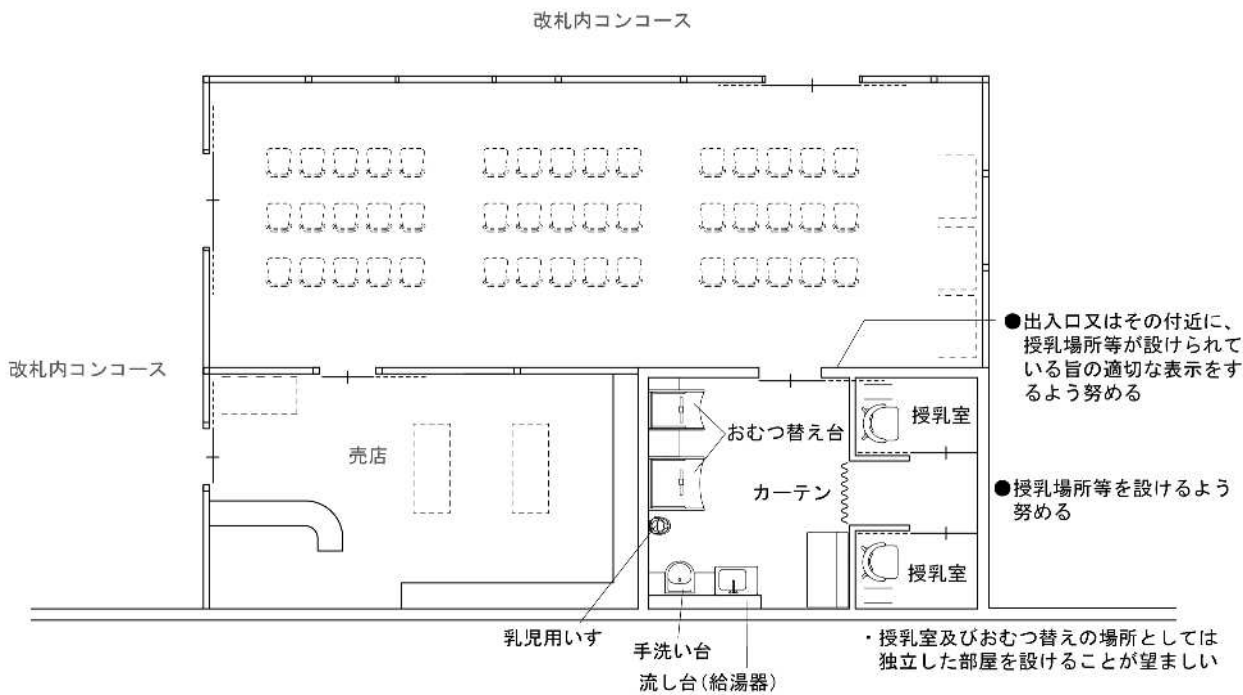 改札内コンコース
●出入口又はその付近に、
授乳場所等が設けられて
いる旨の適切な表示をす
るよう努める
改札内コンコース
授乳室
おむつ替え台
売店
カーテン
●授乳場所等を設けるよう
努める
授乳室
乳児用いす
手洗い台
流し台(給湯器)
・授乳室及びおむつ替えの場所としては
独立した部屋を設けることが望ましい